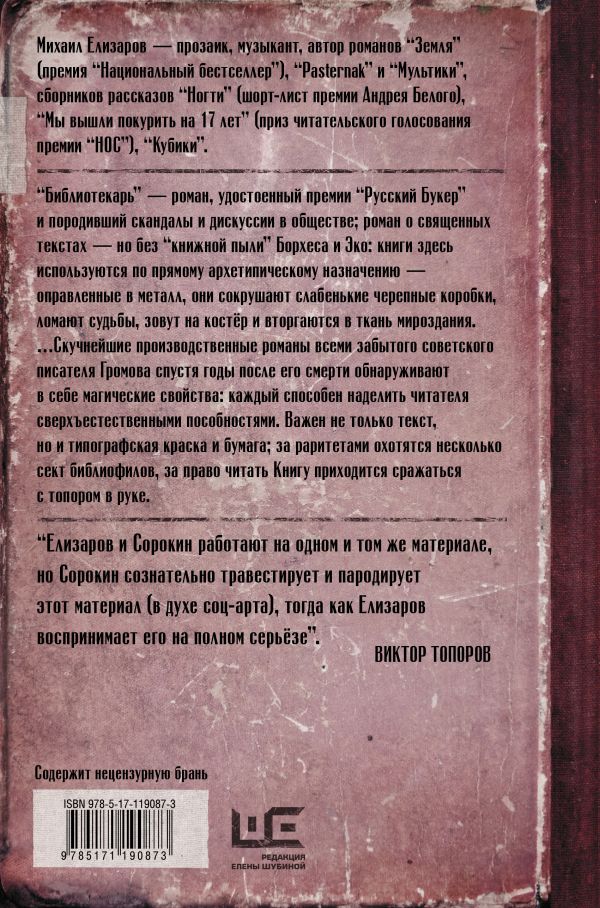 Михаил Елизаров — прозаик, музыкант, автор романов “Земля”
(премия “Национальный бестселлер”), “Pasternak” и “Мультики”,
сборников рассказов “Ногти” (шорт-лист премии Андрея Белого),
“Мы вышли покурить на 17 лет” (приз читательского голосования
премии “НОС”), “Кубики”.
“Библиотекарь” — роман, удостоенный премии “Русский Букер”
и породивший скандалы и дискуссии в обществе; роман о священных
текстах — но без “книжной пыли” Борхеса и Эко: книги здесь
используются по прямому архетипическому назначению —
оправленные в металл, они сокрушают слабенькие черепные коробки,
ломают судьбы, зовут на костёр и вторгаются в ткань мироздания.
...Скучнейшие производственные романы всеми забытого советского
писателя Громова спустя годы после его смерти обнаруживают
в себе магические свойства: каждый способен наделить читателя
сверхъестественными пособностями. Важен не только текст,
но и типографская краска и бумага; за раритетами охотятся несколько
сект библиофилов, за право читать Книгу приходится сражаться
с топором в руке.
“Елизаров и Сорокин работают на одном и том же материале,
но Сорокин сознательно травестирует и пародирует
этот материал (в духе соц-арта), тогда как Елизаров
воспринимает его на полном серьёзе”.
ВИКТОР ТОПОРОВ
Содержит нецензурную брань
ISBN 978-5-17-119087-3
9 785171 190873
ШЕ
РЕДАКЦИЯ
ЕЛЕНЫ ШУБИНОЙ